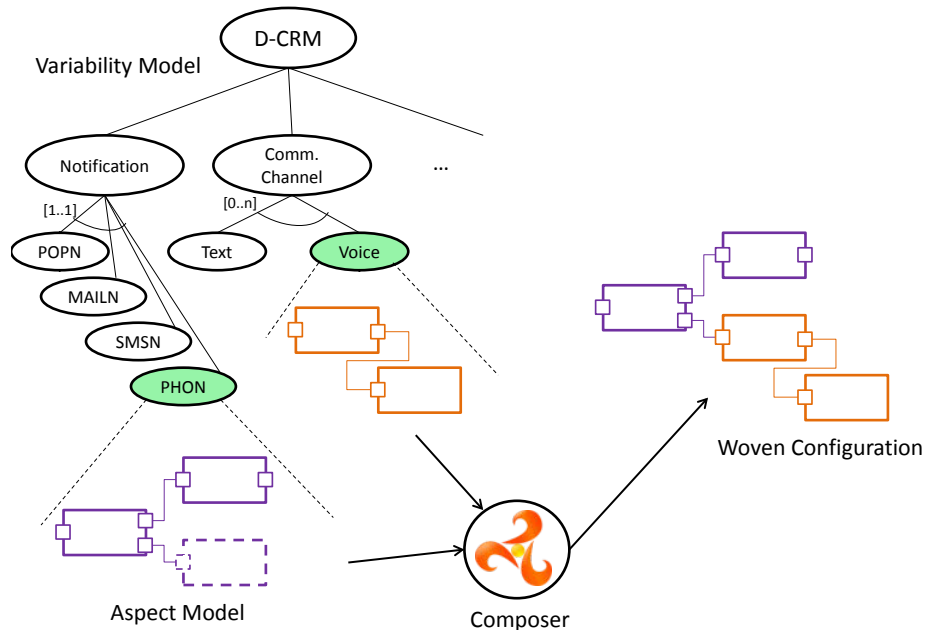 D-CRM
Variability Model
Notification
Comm.
Channel
...
[1..1]
[0..n]
POPN
Text
Voice
MAILN
SMSN
PHON
Woven Configuration
Aspect Model
Composer